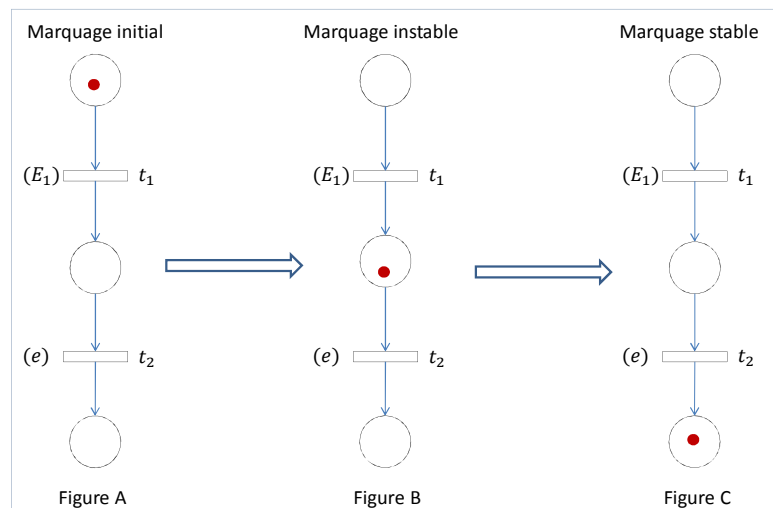 Marquage initial
Marquage instable
Marquage stable
(E₁) t₁
(E₁) t₁
(E₁) t₁
(e) t₂
(e) t₂
(e) t₂
Figure A
Figure B
Figure C